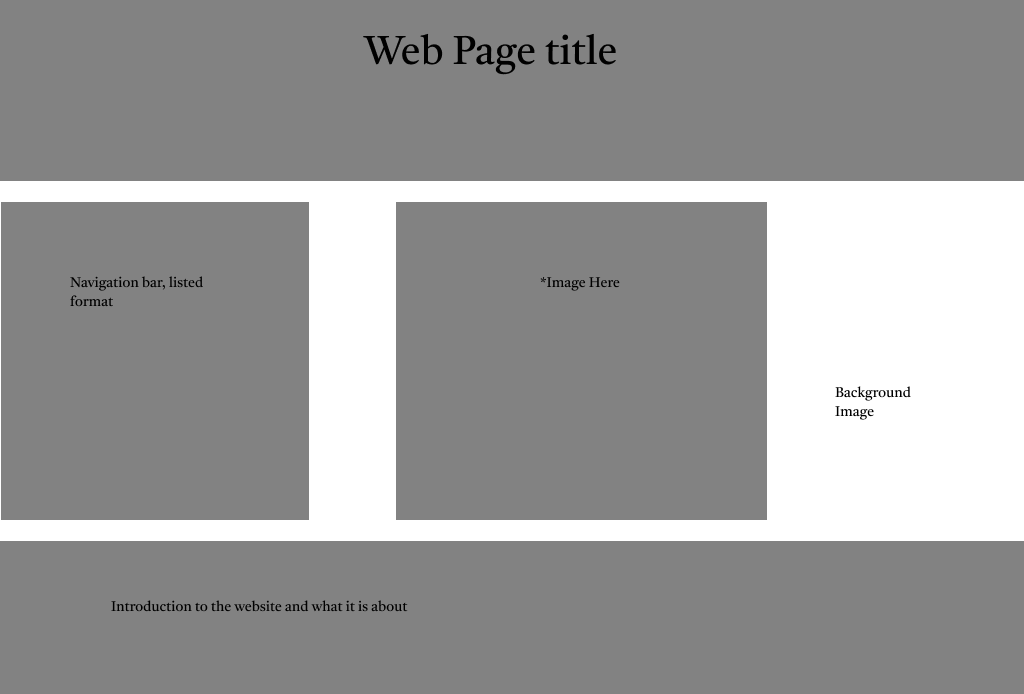 Web Page title
Navigation bar, listed
format
*Image Here
Background
Image
Introduction to the website and what it is about